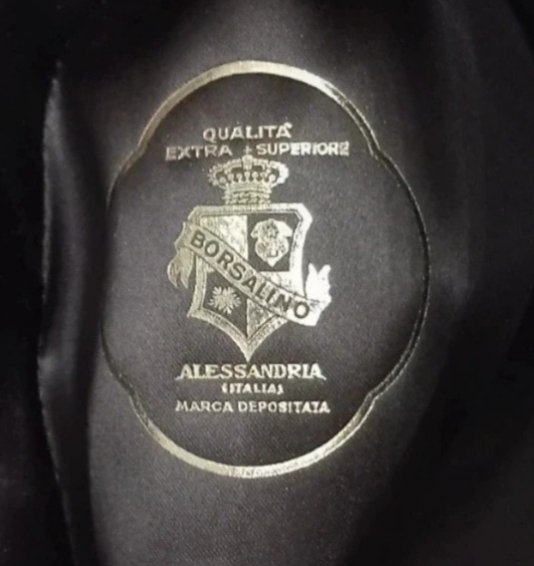 QUALITÀ
EXTRA + SUPERIORE
BORSALINO
ALESSANDRIA
(ITALIA)
MARCA DEPOSITATA